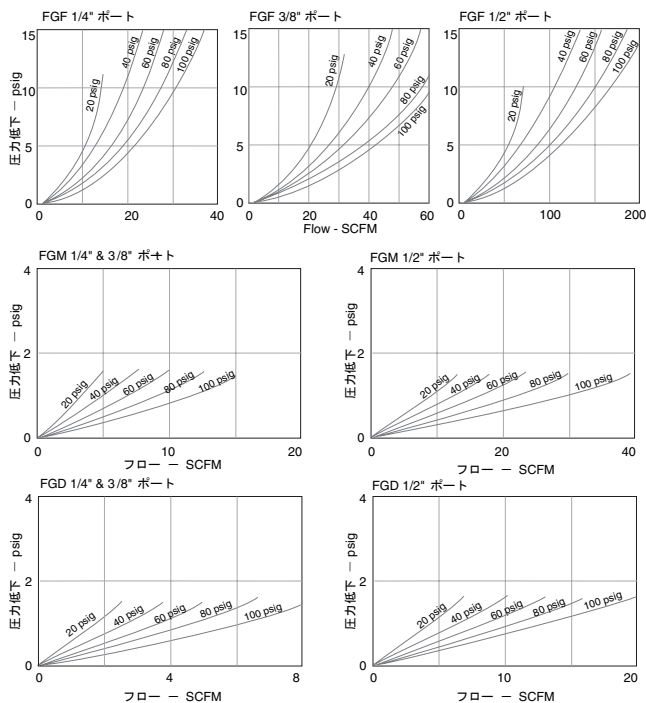 FGF 1/4" ポート
15
10
5
0
圧力低下 — psig
20 psig
40 psig
60 psig
80 psig
100 psig
0
20
40
FGF 3/8" ポート
15
10
5
0
20 psig
40 psig
60 psig
80 psig
100 psig
0
20
40
60
Flow - SCFM
FGF 1/2" ポート
15
10
5
0
20 psig
40 psig
60 psig
80 psig
100 psig
0
100
200
FGM 1/4" & 3/8" ポート
4
2
0
圧力低下 — psig
20 psig
40 psig
60 psig
80 psig
100 psig
0
10
20
フロー — SCFM
FGM 1/2" ポート
4
2
0
圧力低下 — psig
20 psig
40 psig
60 psig
80 psig
100 psig
0
20
40
フロー — SCFM
FGD 1/4" & 3/8" ポート
4
2
0
圧力低下 — psig
20 psig
40 psig
60 psig
80 psig
100 psig
0
4
8
フロー — SCFM
FGD 1/2" ポート
4
2
0
圧力低下 — psig
20 psig
40 psig
60 psig
80 psig
100 psig
0
10
20
フロー — SCFM